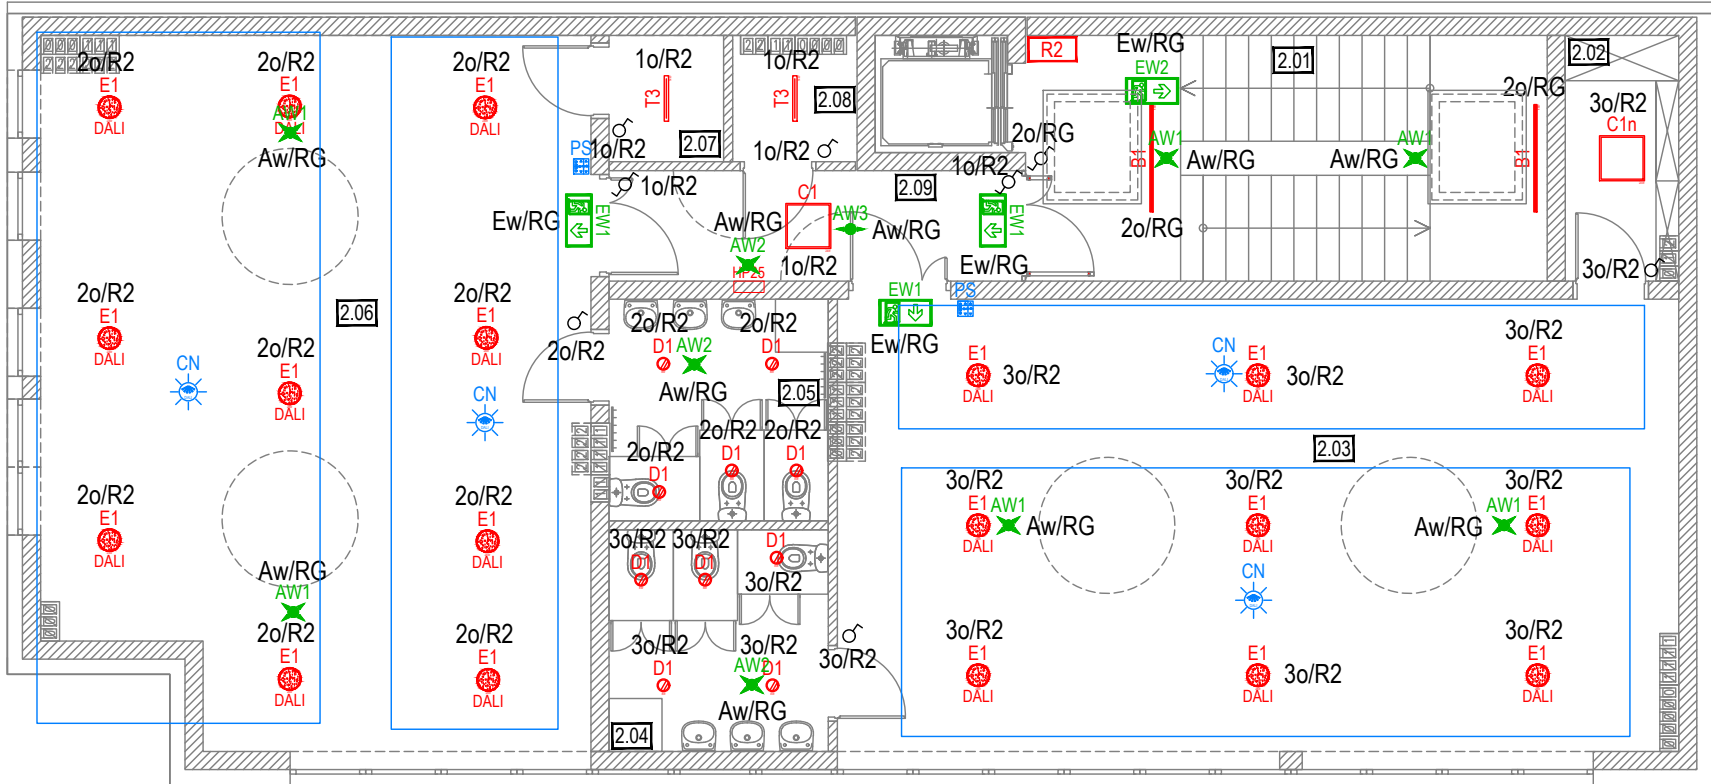 2o/R2
E1
DALI
2o/R2
E1
AW1
DALI
Aw/RG
2o/R2
E1
DALI
1o/R2
T3
2.07
1o/R2
T3
2.08
R2
Ew/RG
EW2
2.01
2.02
2o/RG
B1
3o/R2
C1n
PS
1o/R2
1o/R2
1o/R2
2.09
1o/R2
2o/RG
B1
AW1
Aw/RG
AW1
Aw/RG
2o/RG
Ew/RG
EW1
C1
Aw/RG
AW2
HP25
AW3
Aw/RG
1o/R2
EW1
Ew/RG
3o/R2
EW1
PS
Ew/RG
2o/R2
E1
DALI
2.06
2o/R2
E1
DALI
2o/R2
CN
2o/R2
E1
DALI
CN
2o/R2
D1
AW2
2o/R2
D1
Aw/RG
2.05
3o/R2
E1
DALI
CN
E1
DALI
3o/R2
3o/R2
E1
DALI
2o/R2
D1
2o/R2
D1
2o/R2
D1
2.03
2o/R2
E1
DALI
2o/R2
E1
DALI
3o/R2
E1
DALI
AW1
Aw/RG
3o/R2
E1
DALI
Aw/RG
AW1
3o/R2
E1
DALI
3o/R2
D1
3o/R2
D1
D1
3o/R2
Aw/RG
AW1
CN
2o/R2
E1
DALI
2o/R2
E1
DALI
3o/R2
D1
3o/R2
D1
AW2
Aw/RG
3o/R2
2.04
3o/R2
E1
DALI
E1
DALI
3o/R2
3o/R2
E1
DALI